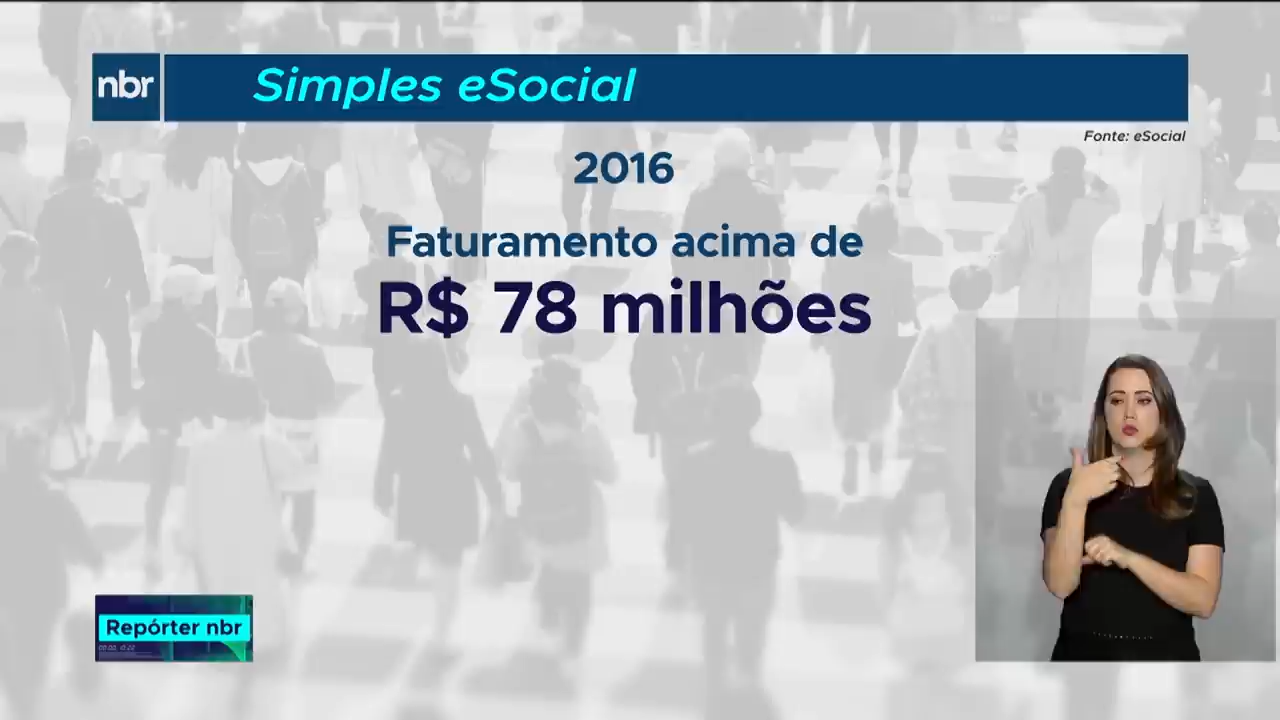 nbr
Simples eSocial
Fonte: eSocial
2016
Faturamento acima de
R$ 78 milhões
Repórter nbr